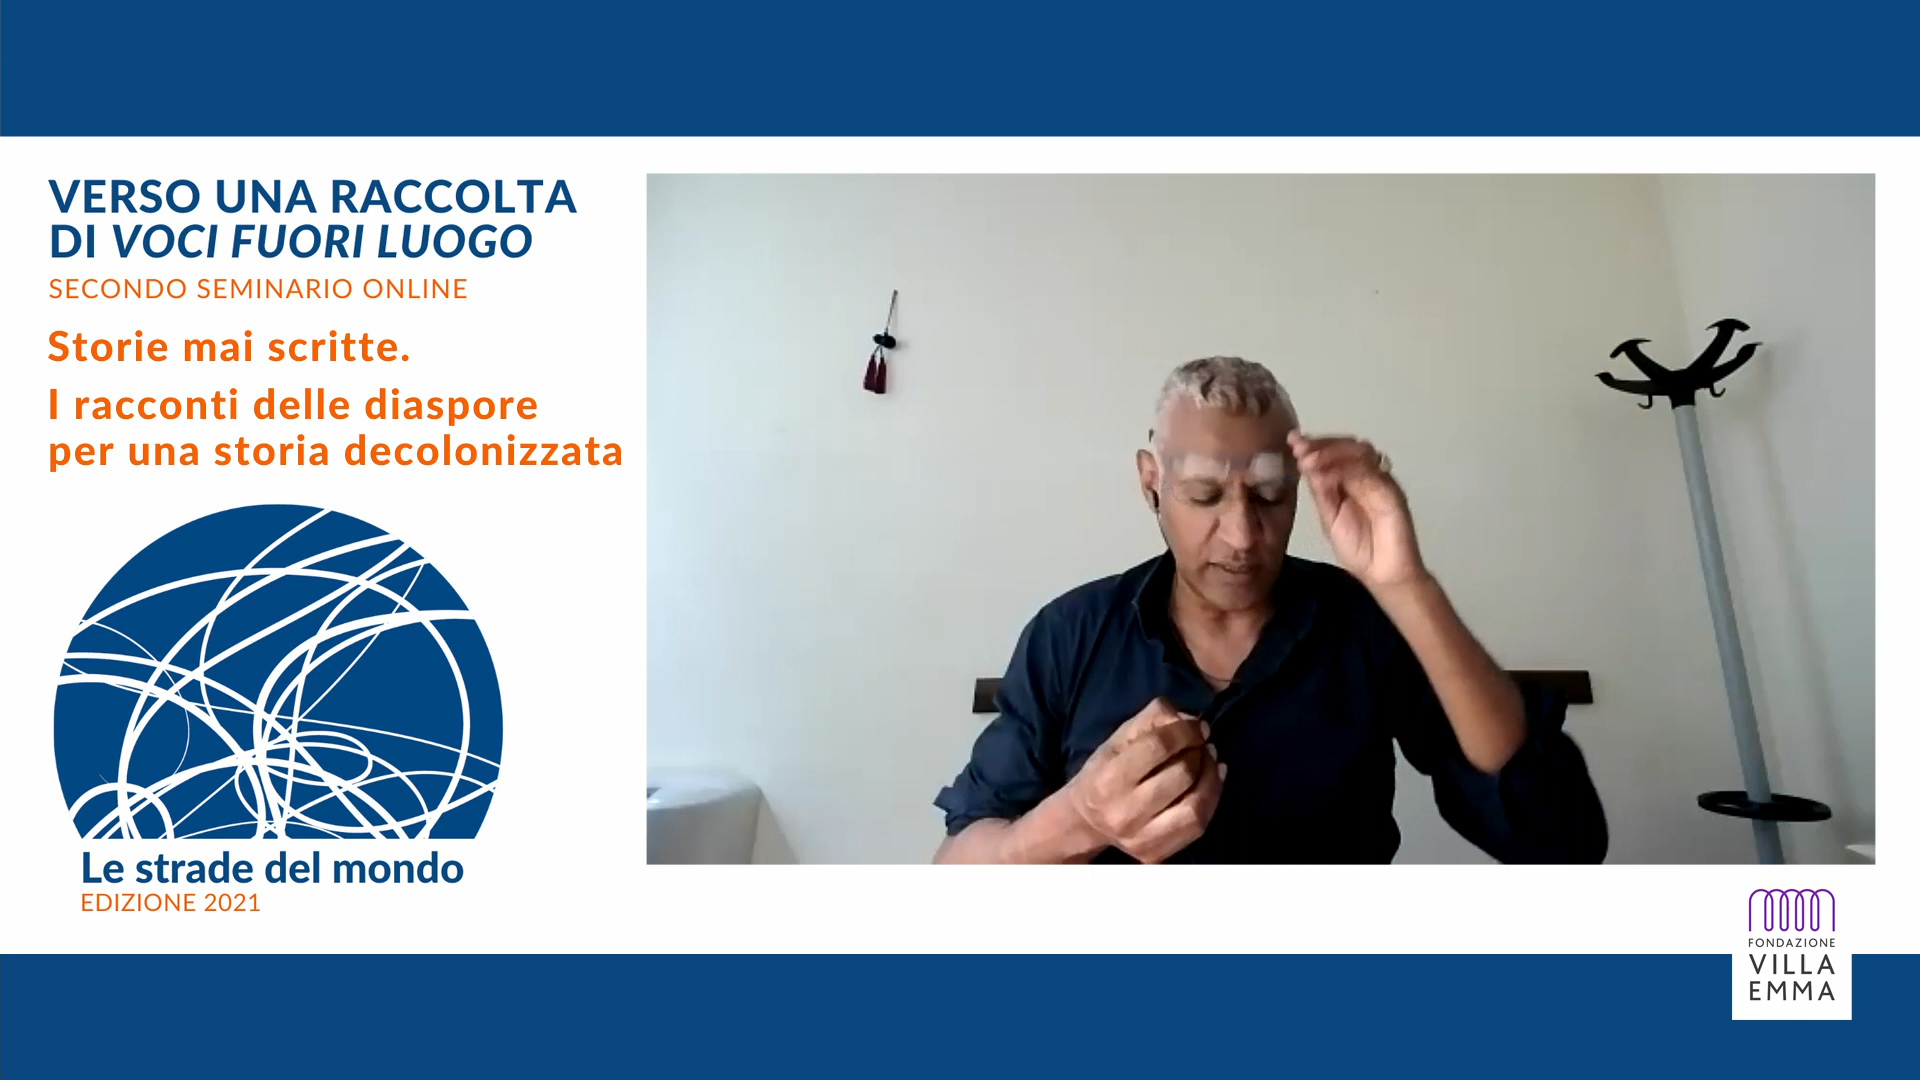 VERSO UNA RACCOLTA
DI VOCI FUORI LUOGO
SECONDO SEMINARIO ONLINE
Storie mai scritte.
I racconti delle diaspore
per una storia decolonizzata
Le strade del mondo
EDIZIONE 2021
FONDAZIONE
VILLA
EMMA